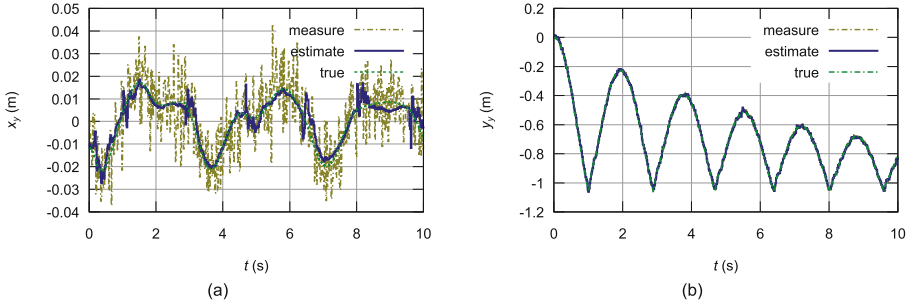 0.05
0.04
0.03
0.02
0.01
0
-0.01
-0.02
-0.03
-0.04
xy (m)
measure
estimate
true
0 2 4 6 8 10
t (s)
(a)
0.2
0
-0.2
-0.4
-0.6
-0.8
-1
-1.2
yy (m)
measure
estimate
true
0 2 4 6 8 10
t (s)
(b)